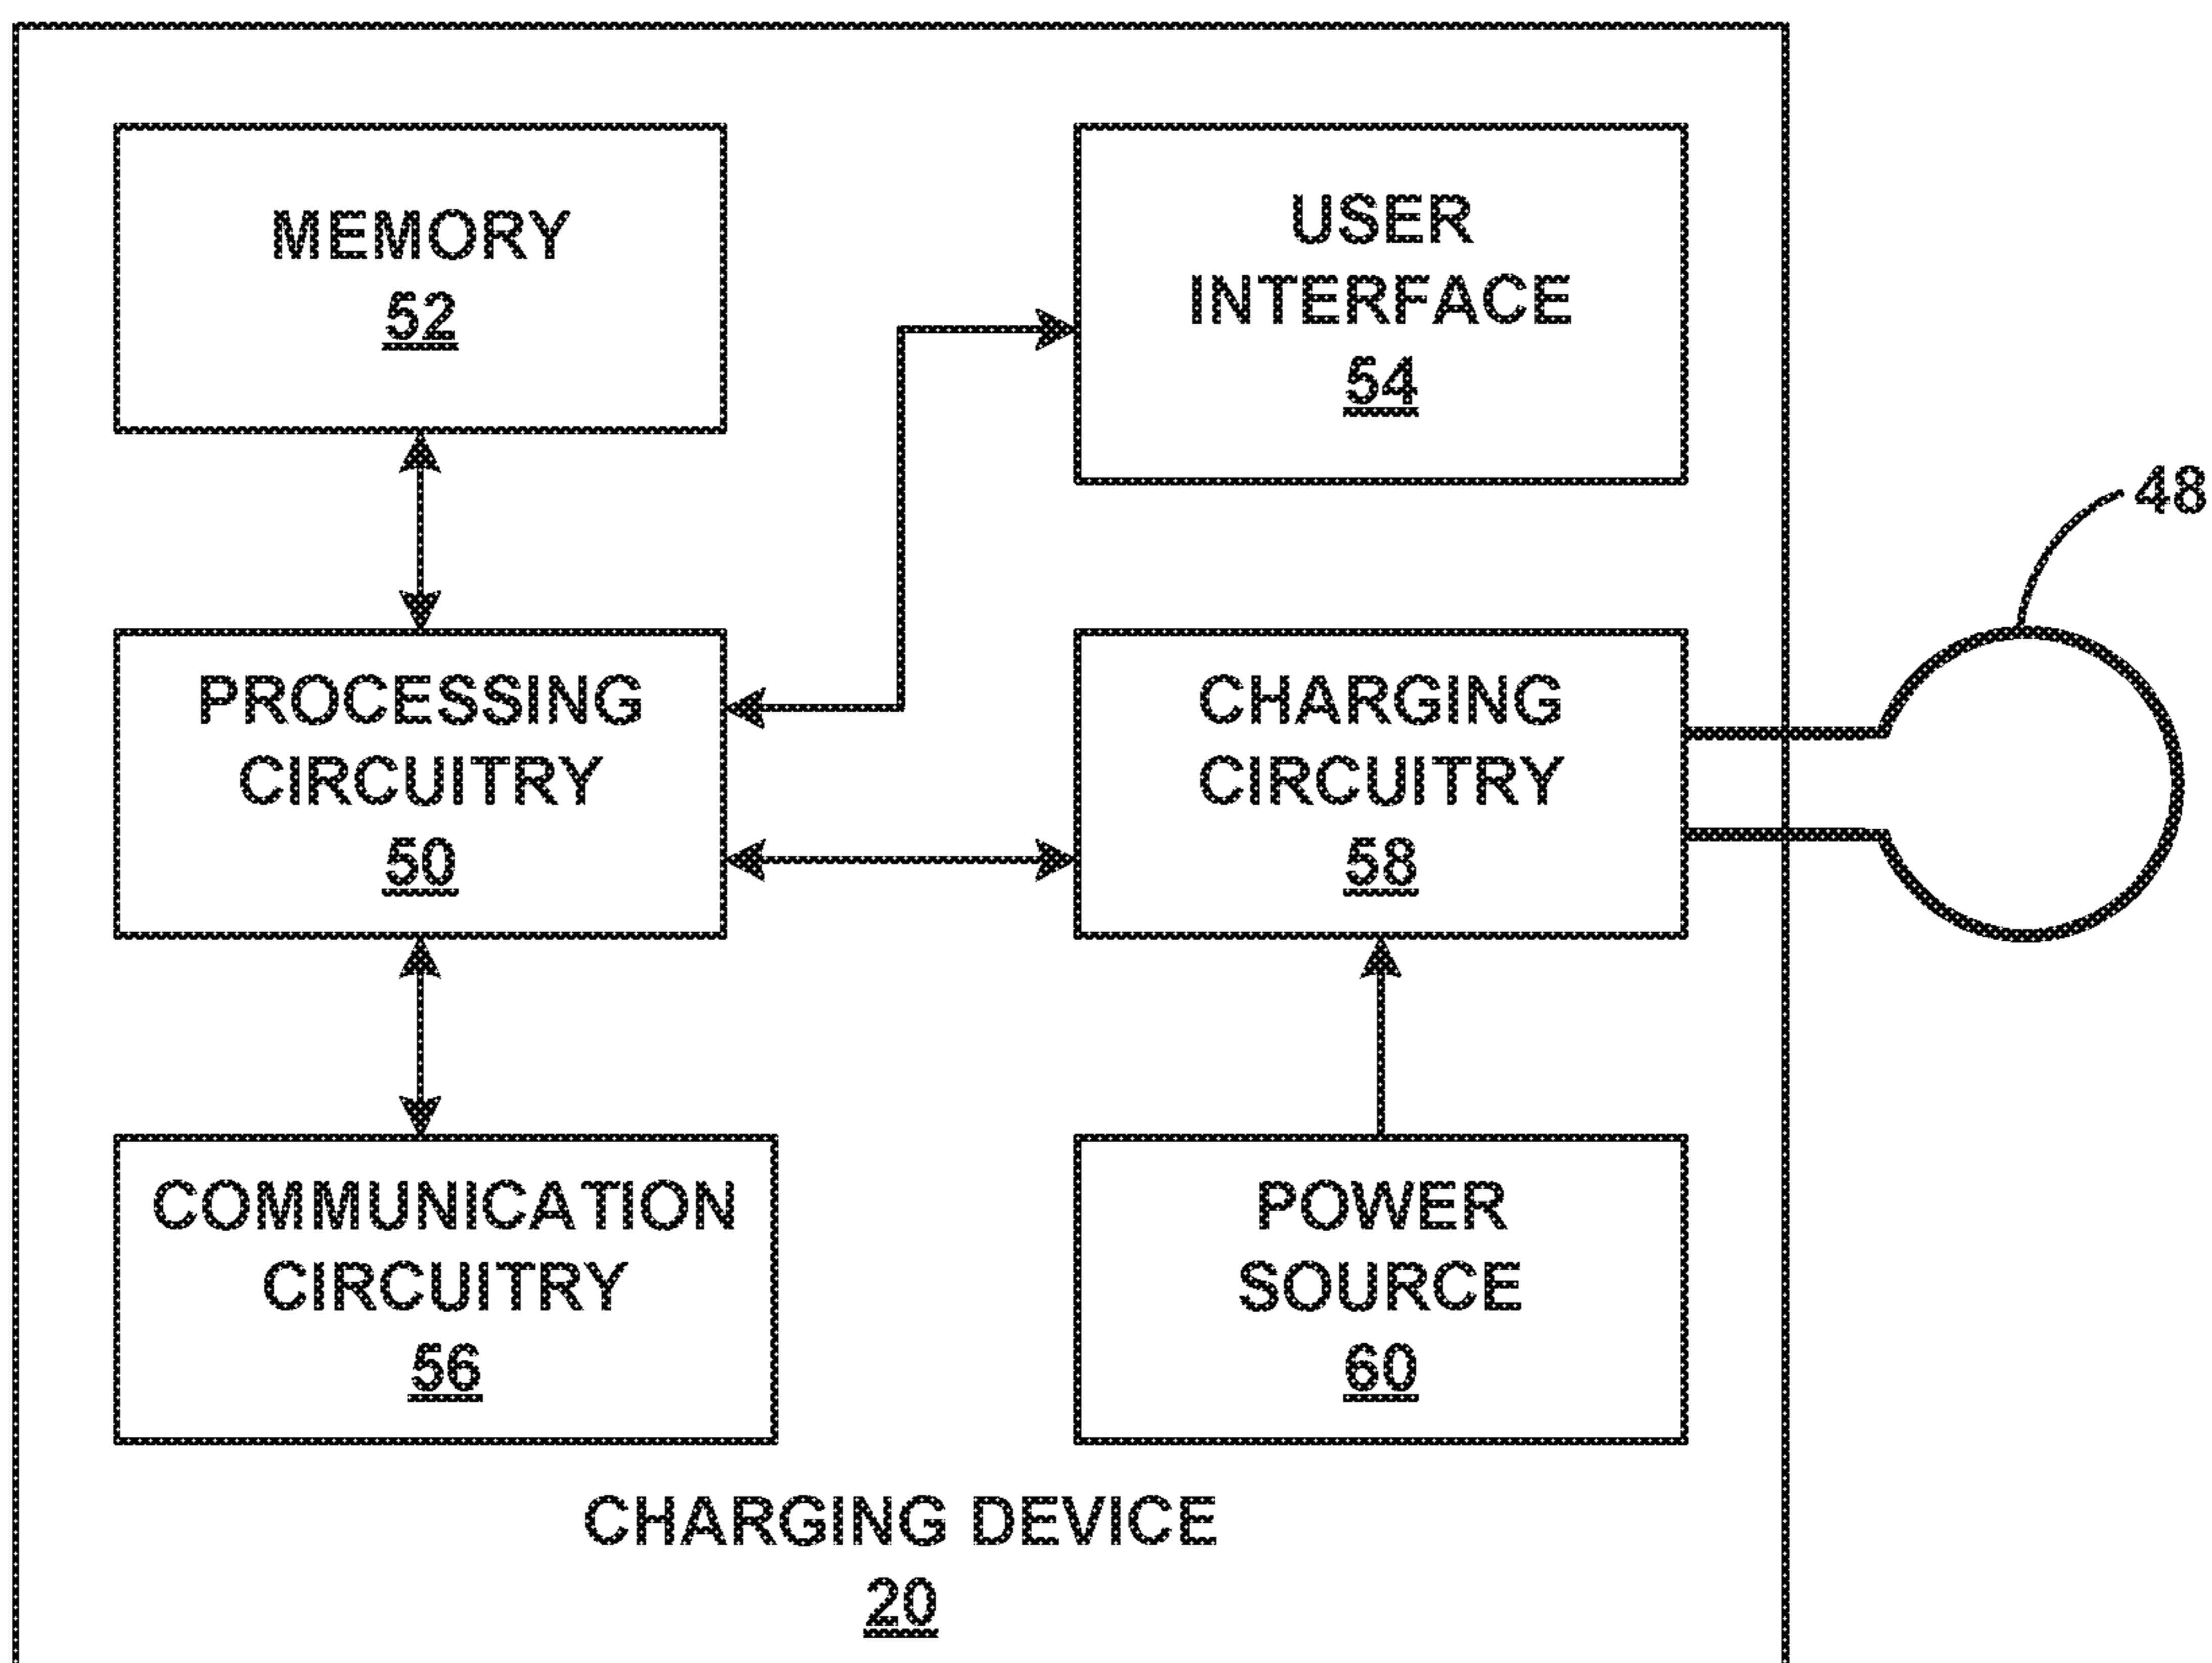 MEMORY
52
USER
INTERFACE
54
48
PROCESSING
CIRCUITRY
50
CHARGING
CIRCUITRY
58
COMMUNICATION
CIRCUITRY
56
POWER
SOURCE
60
CHARGING DEVICE
20